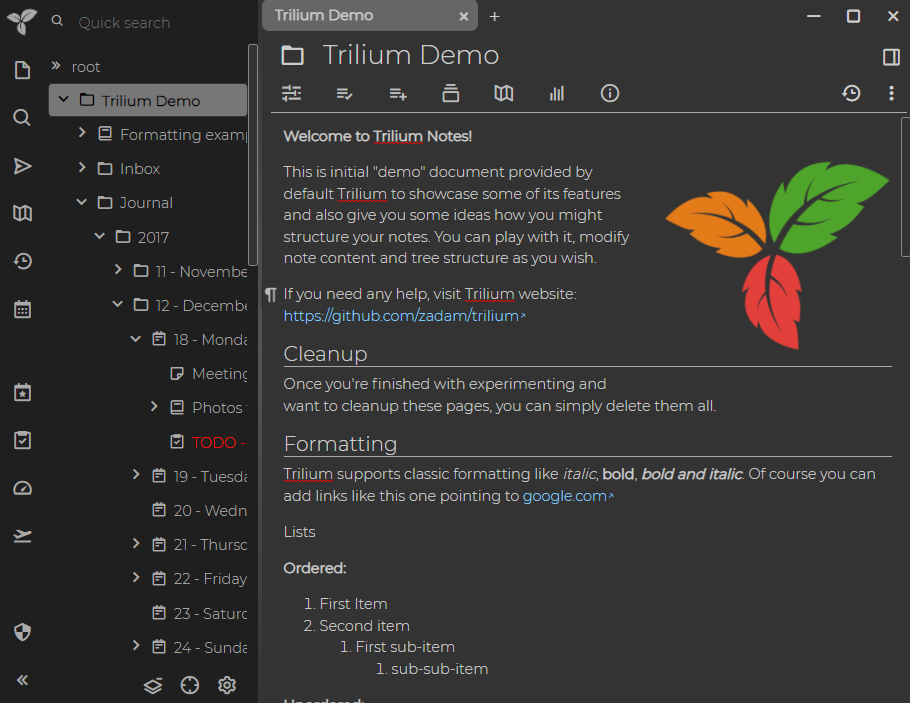 Quick search
Trilium Demo
root
Trilium Demo
Formatting examp
Inbox
Journal
2017
11 - Novembe
12 - Decembe
18 - Monda
Meeting
Photos
TODO -
19 - Tuesda
20 - Wedn
21 - Thursd
22 - Friday
23 - Saturd
24 - Sunda
Trilium Demo
Welcome to Trilium Notes!
This is initial "demo" document provided by
default Trilium to showcase some of its features
and also give you some ideas how you might
structure your notes. You can play with it, modify
note content and tree structure as you wish.
If you need any help, visit Trilium website:
https://github.com/zadam/trilium
Cleanup
Once you're finished with experimenting and
want to cleanup these pages, you can simply delete them all.
Formatting
Trilium supports classic formatting like italic, bold, bold and italic. Of course you can
add links like this one pointing to google.com
Lists
Ordered:
1. First Item
2. Second item
1. First sub-item
1. sub-sub-item
Unordered: